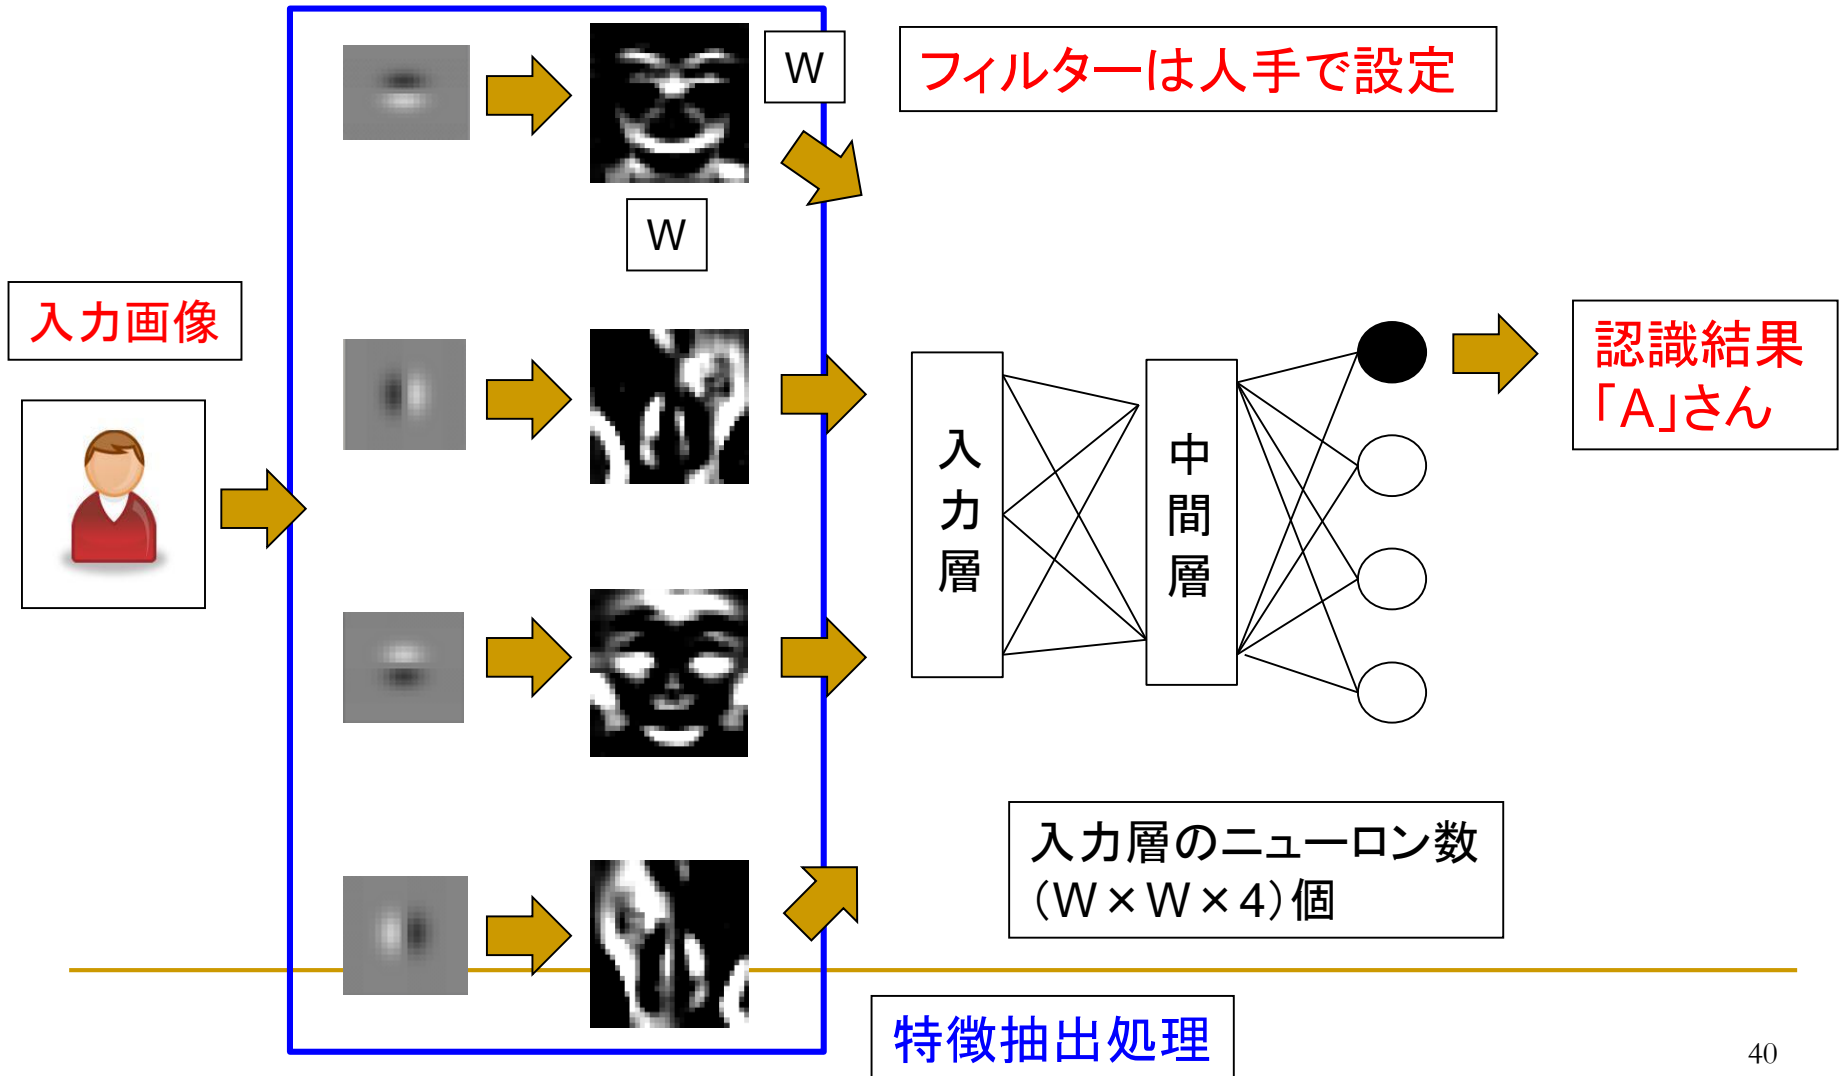 W
フィルターは人手で設定
W
入力画像
入力層
中間層
認識結果
「A」さん
入力層のニューロン数
（W×W×4）個
特徴抽出処理
40